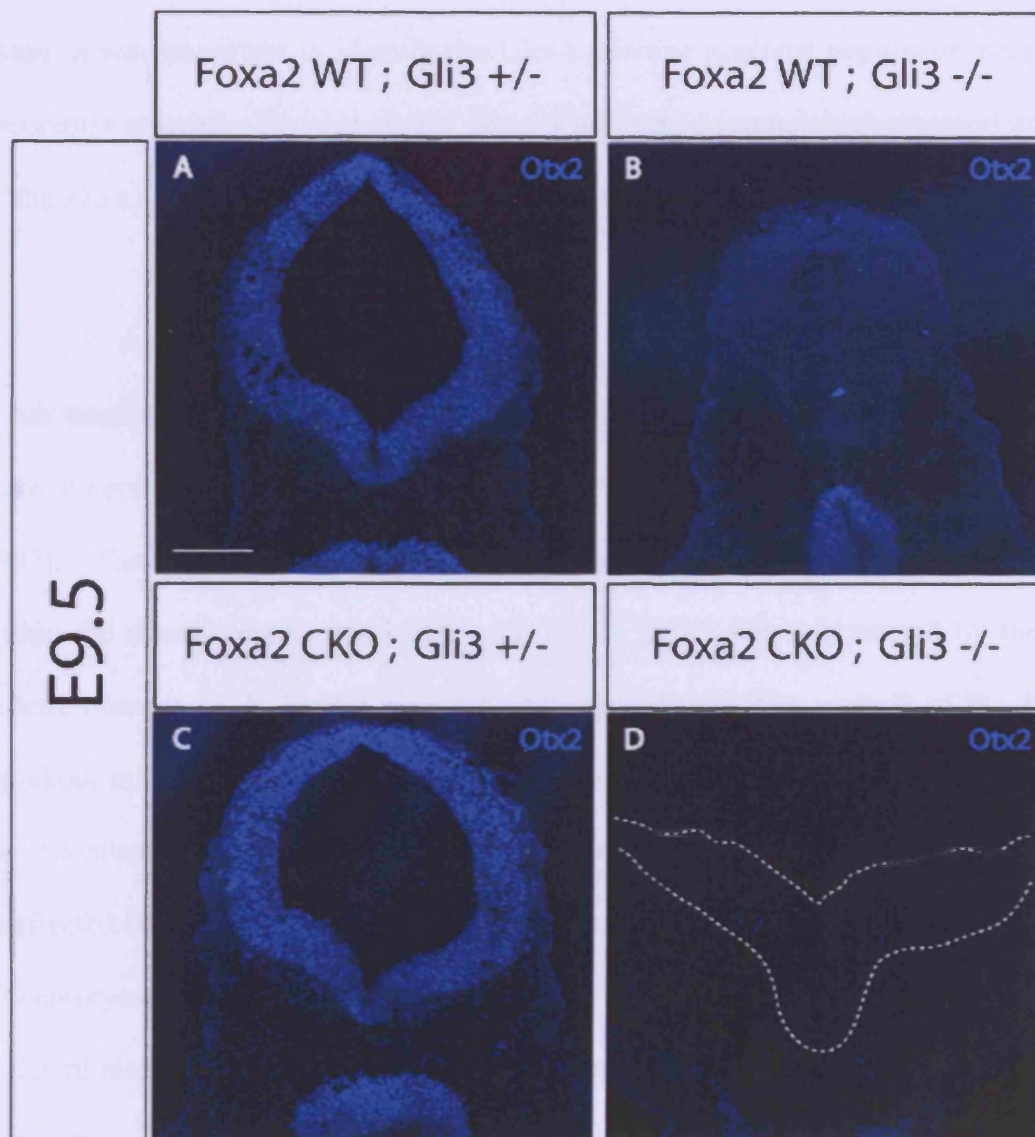 Foxa2 WT ; Gli3 +/-
Foxa2 WT ; Gli3 -/-
E9.5
A
Otx2
B
Otx2
Foxa2 CKO ; Gli3 +/-
Foxa2 CKO ; Gli3 -/-
C
Otx2
D
Otx2